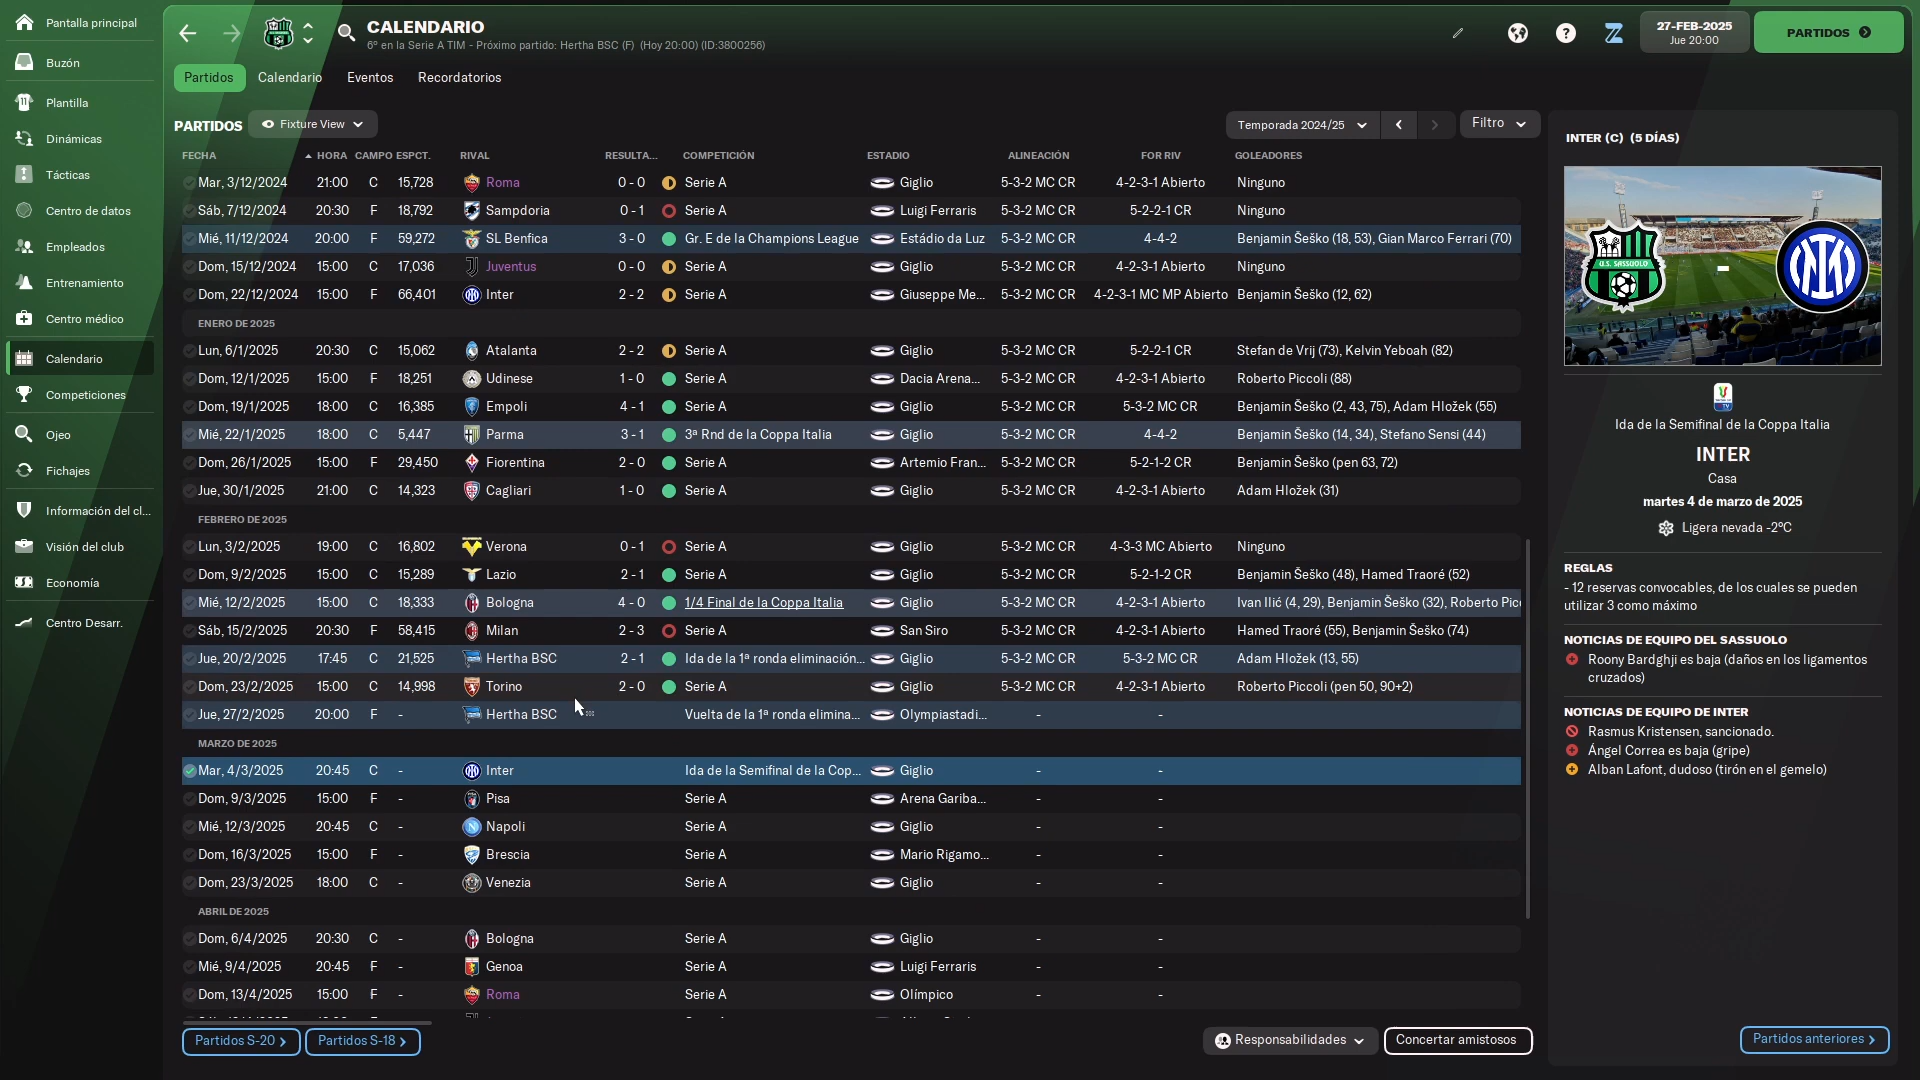 Pantalla principal
Buzón
Plantilla
Dinámicas
Tácticas
Centro de datos
Empleados
Entrenamiento
Centro médico
Calendario
Competiciones
Ojeo
Fichajes
Información del cl...
Visión del club
Economía
Centro Desarr.
CALENDARIO
6º en la Serie A TIM - Próximo partido: Hertha BSC (F) (Hoy 20:00) (ID:3800256)
27-FEB-2025
Jue 20:00
PARTIDOS
Partidos Calendario Eventos Recordatorios
PARTIDOS Fixture View Temporada 2024/25 Filtro
FECHA HORA CAMPO ESPCT. RIVAL RESULTA... COMPETICIÓN ESTADIO ALINEACIÓN FOR RIV GOLEADORES
Mar, 3/12/2024 21:00 C 15,728 Roma 0 - 0 Serie A Giglio 5-3-2 MC CR 4-2-3-1 Abierto Ninguno
Sáb, 7/12/2024 20:30 F 18,792 Sampdoria 0 - 1 Serie A Luigi Ferraris 5-3-2 MC CR 5-2-2-1 CR Ninguno
Mié, 11/12/2024 20:00 F 59,272 SL Benfica 3 - 0 Gr. E de la Champions League Estádio da Luz 5-3-2 MC CR 4-4-2 Benjamin Šeško (18, 53), Gian Marco Ferrari (70)
Dom, 15/12/2024 15:00 C 17,036 Juventus 0 - 0 Serie A Giglio 5-3-2 MC CR 4-2-3-1 Abierto Ninguno
Dom, 22/12/2024 15:00 F 66,401 Inter 2 - 2 Serie A Giuseppe Me... 5-3-2 MC CR 4-2-3-1 MC MP Abierto Benjamin Šeško (12, 62)
ENERO DE 2025
Lun, 6/1/2025 20:30 C 15,062 Atalanta 2 - 2 Serie A Giglio 5-3-2 MC CR 5-2-2-1 CR Stefan de Vrij (73), Kelvin Yeboah (82)
Dom, 12/1/2025 15:00 F 18,251 Udinese 1 - 0 Serie A Dacia Arena... 5-3-2 MC CR 4-2-3-1 Abierto Roberto Piccoli (88)
Dom, 19/1/2025 18:00 C 16,385 Empoli 4 - 1 Serie A Giglio 5-3-2 MC CR 5-3-2 MC CR Benjamin Šeško (2, 43, 75), Adam Hložek (55)
Mié, 22/1/2025 18:00 C 5,447 Parma 3 - 1 3ª Rnd de la Coppa Italia Giglio 5-3-2 MC CR 4-4-2 Benjamin Šeško (14, 34), Stefano Sensi (44)
Dom, 26/1/2025 15:00 F 29,450 Fiorentina 2 - 0 Serie A Artemio Fran... 5-3-2 MC CR 5-2-1-2 CR Benjamin Šeško (pen 63, 72)
Jue, 30/1/2025 21:00 C 14,323 Cagliari 1 - 0 Serie A Giglio 5-3-2 MC CR 4-2-3-1 Abierto Adam Hložek (31)
FEBRERO DE 2025
Lun, 3/2/2025 19:00 C 16,802 Verona 0 - 1 Serie A Giglio 5-3-2 MC CR 4-3-3 MC Abierto Ninguno
Dom, 9/2/2025 15:00 C 15,289 Lazio 2 - 1 Serie A Giglio 5-3-2 MC CR 5-2-1-2 CR Benjamin Šeško (48), Hamed Traoré (52)
Mié, 12/2/2025 15:00 C 18,333 Bologna 4 - 0 1/4 Final de la Coppa Italia Giglio 5-3-2 MC CR 4-2-3-1 Abierto Ivan Ilić (4, 29), Benjamin Šeško (32), Roberto Picc
Sáb, 15/2/2025 20:30 F 58,415 Milan 2 - 3 Serie A San Siro 5-3-2 MC CR 4-2-3-1 Abierto Hamed Traoré (55), Benjamin Šeško (74)
Jue, 20/2/2025 17:45 C 21,525 Hertha BSC 2 - 1 Ida de la 1ª ronda eliminación... Giglio 5-3-2 MC CR 5-3-2 MC CR Adam Hložek (13, 55)
Dom, 23/2/2025 15:00 C 14,998 Torino 2 - 0 Serie A Giglio 5-3-2 MC CR 4-2-3-1 Abierto Roberto Piccoli (pen 50, 90+2)
Jue, 27/2/2025 20:00 F - Hertha BSC Vuelta de la 1ª ronda elimina... Olympiastadi... - -
MARZO DE 2025
Mar, 4/3/2025 20:45 C - Inter Ida de la Semifinal de la Cop... Giglio - -
Dom, 9/3/2025 15:00 F - Pisa Serie A Arena Gariba... - -
Mié, 12/3/2025 20:45 C - Napoli Serie A Giglio - -
Dom, 16/3/2025 15:00 F - Brescia Serie A Mario Rigamo... - -
Dom, 23/3/2025 18:00 C - Venezia Serie A Giglio - -
ABRIL DE 2025
Dom, 6/4/2025 20:30 C - Bologna Serie A Giglio - -
Mié, 9/4/2025 20:45 F - Genoa Serie A Luigi Ferraris - -
Dom, 13/4/2025 15:00 F - Roma Serie A Olímpico - -
Partidos S-20 Partidos S-18 Responsabilidades Concertar amistosos
INTER (C) (5 DÍAS)
U.S. SASSUOLO
Ida de la Semifinal de la Coppa Italia
INTER
Casa
martes 4 de marzo de 2025
Ligera nevada -2ºC
REGLAS
- 12 reservas convocables, de los cuales se pueden
utilizar 3 como máximo
NOTICIAS DE EQUIPO DEL SASSUOLO
Roony Bardghji es baja (daños en los ligamentos
cruzados)
NOTICIAS DE EQUIPO DE INTER
Rasmus Kristensen, sancionado.
Ángel Correa es baja (gripe)
Alban Lafont, dudoso (tirón en el gemelo)
Partidos anteriores